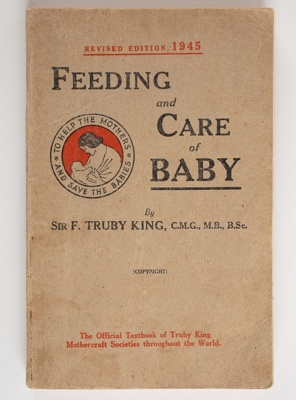 REVISED EDITION, 1945
FEEDING
and
CARE
of
BABY
TO HELP THE MOTHERS
AND SAVE THE BABIES
By
SIR F. TRUBY KING, C.M.G., M.B., B.Sc.
(COPYRIGHT)
The Official Textbook of Truby King
Mothercraft Societies throughout the World.